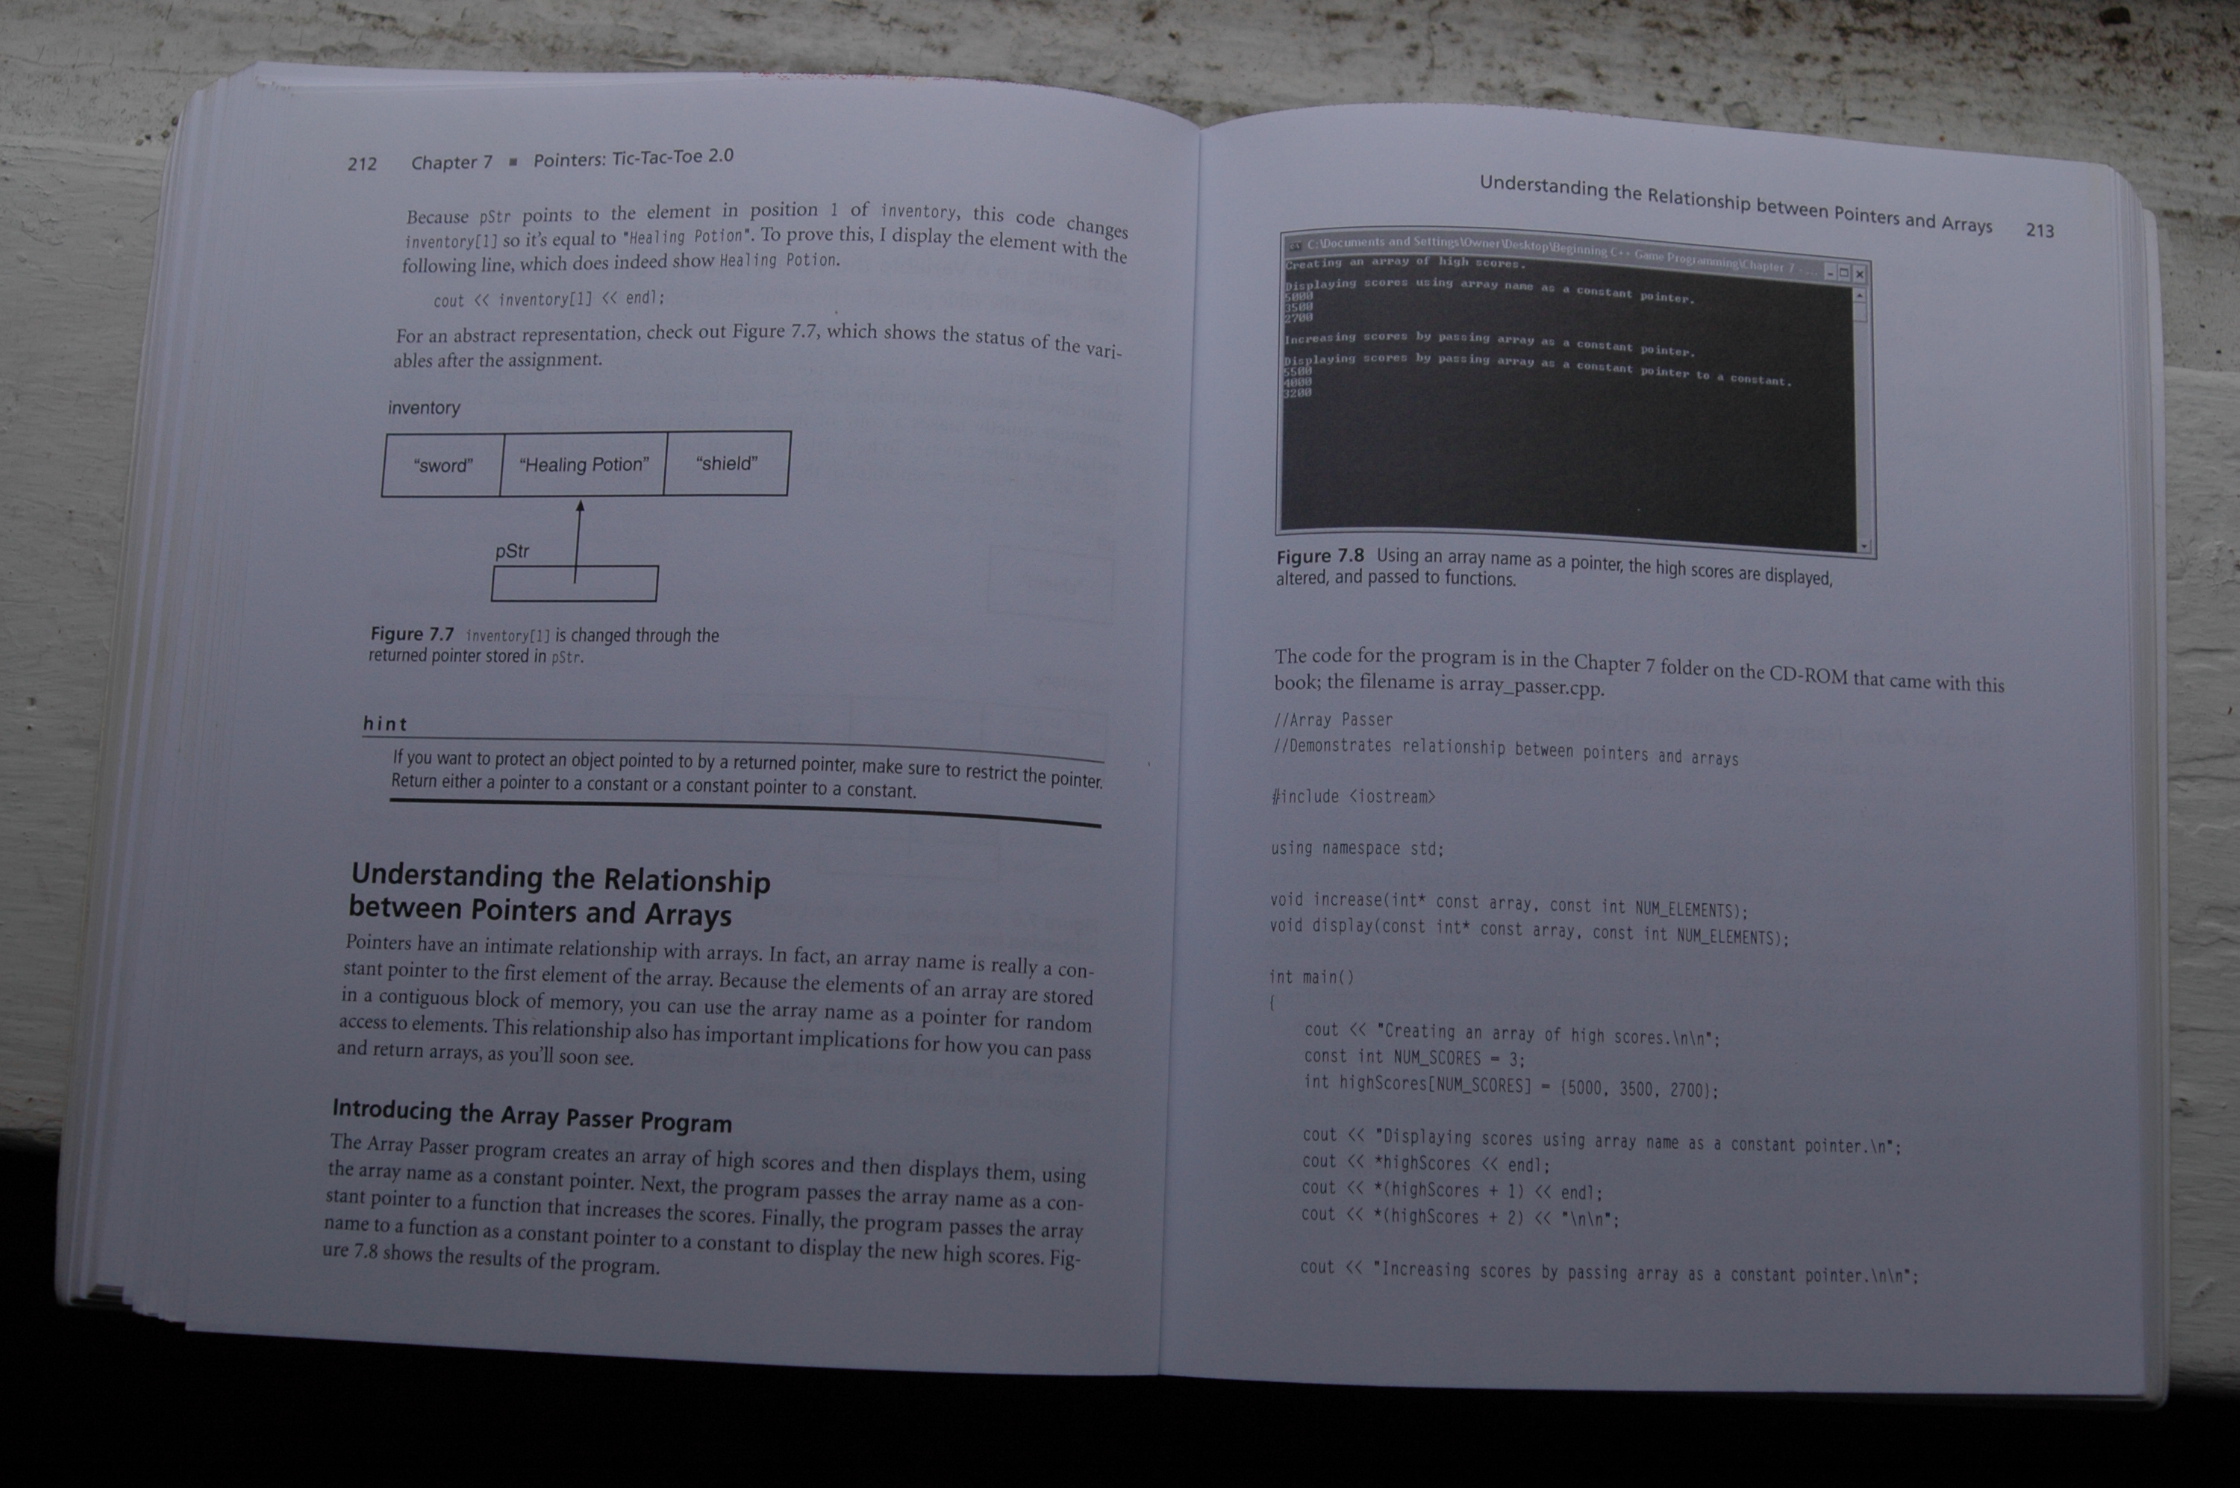 212 Chapter 7 ■ Pointers: Tic-Tac-Toe 2.0
Because pStr points to the element in position 1 of inventory, this code changes
inventory[1] so it's equal to "Healing Potion". To prove this, I display the element with the
following line, which does indeed show Healing Potion.
cout << inventory[1] << endl;
For an abstract representation, check out Figure 7.7, which shows the status of the vari-
ables after the assignment.
inventory
“sword” “Healing Potion” “shield”
pStr
Figure 7.7 inventory[1] is changed through the
returned pointer stored in pStr.
hint
If you want to protect an object pointed to by a returned pointer, make sure to restrict the pointer.
Return either a pointer to a constant or a constant pointer to a constant.
Understanding the Relationship
between Pointers and Arrays
Pointers have an intimate relationship with arrays. In fact, an array name is really a con-
stant pointer to the first element of the array. Because the elements of an array are stored
in a contiguous block of memory, you can use the array name as a pointer for random
access to elements. This relationship also has important implications for how you can pass
and return arrays, as you'll soon see.
Introducing the Array Passer Program
The Array Passer program creates an array of high scores and then displays them, using
the array name as a constant pointer. Next, the program passes the array name as a con-
stant pointer to a function that increases the scores. Finally, the program passes the array
name to a function as a constant pointer to a constant to display the new high scores. Fig-
ure 7.8 shows the results of the program.
Understanding the Relationship between Pointers and Arrays 213
C:\Documents and Settings\Owner\Desktop\Beginning C++ Game Programming\Chapter 7 - ...
Creating an array of high scores.
Displaying scores using array name as a constant pointer.
5000
3500
2700
Increasing scores by passing array as a constant pointer.
Displaying scores by passing array as a constant pointer to a constant.
5500
4000
3200
Figure 7.8 Using an array name as a pointer, the high scores are displayed,
altered, and passed to functions.
The code for the program is in the Chapter 7 folder on the CD-ROM that came with this
book; the filename is array_passer.cpp.
//Array Passer
//Demonstrates relationship between pointers and arrays
#include <iostream>
using namespace std;
void increase(int* const array, const int NUM_ELEMENTS);
void display(const int* const array, const int NUM_ELEMENTS);
int main()
{
cout << "Creating an array of high scores.\n\n";
const int NUM_SCORES = 3;
int highScores[NUM_SCORES] = {5000, 3500, 2700};
cout << "Displaying scores using array name as a constant pointer.\n";
cout << *highScores << endl;
cout << *(highScores + 1) << endl;
cout << *(highScores + 2) << "\n\n";
cout << "Increasing scores by passing array as a constant pointer.\n\n";